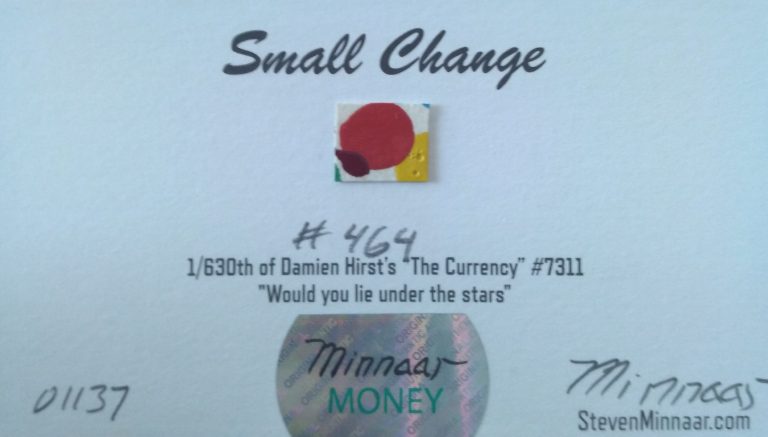 Small Change
# 464
1/630th of Damien Hirst's "The Currency" #7311
"Would you lie under the stars"
Minnaar
MONEY
01137
Minnaar
StevenMinnaar.com